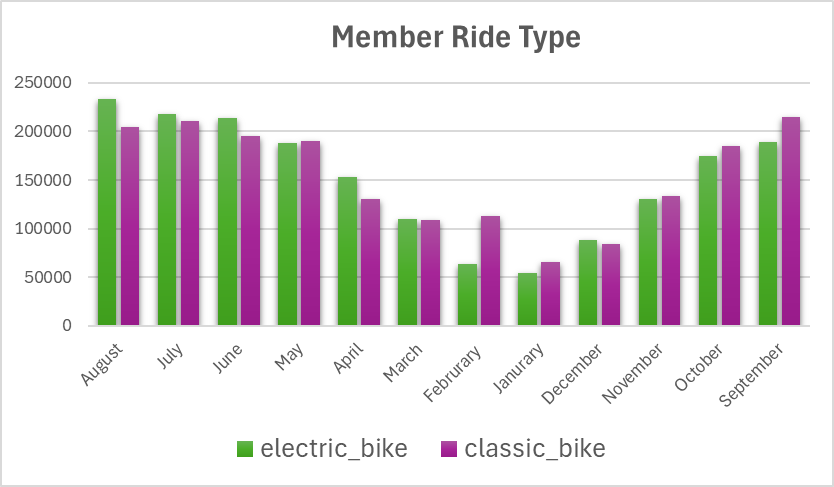 Member Ride Type
250000
200000
150000
100000
50000
0
August
July
June
May
April
March
Februrary
Janurary
December
November
October
September
electric_bike
classic_bike